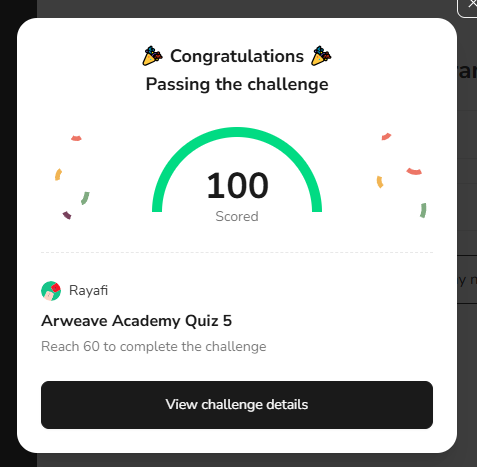 Congratulations
Passing the challenge
100
Scored
Rayafi
Arweave Academy Quiz 5
Reach 60 to complete the challenge
View challenge details